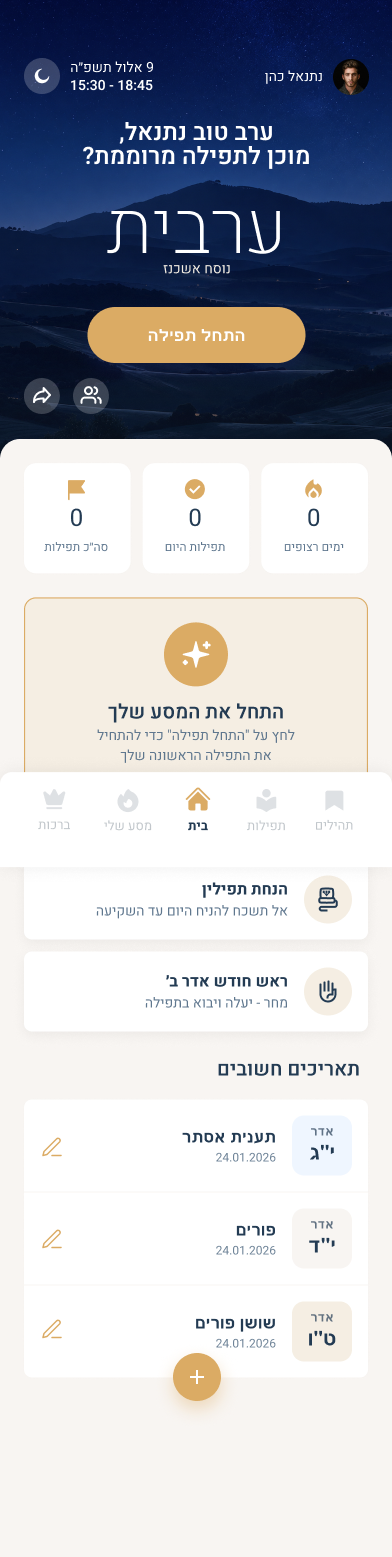 נתנאל כהן
9 אלול תשפ"ה
15:30 - 18:45
ערב טוב נתנאל,
מוכן לתפילה מרוממת?
ערבית
נוסח אשכנז
התחל תפילה
0
ימים רצופים
0
תפילות היום
0
סה"כ תפילות
התחל את המסע שלך
לחץ על "התחל תפילה" כדי להתחיל
את התפילה הראשונה שלך
תהילים
תפילות
בית
מסע שלי
ברכות
הנחת תפילין
אל תשכח להניח היום עד השקיעה
ראש חודש אדר ב'
מחר - יעלה ויבוא בתפילה
תאריכים חשובים
אדר
י"ג
תענית אסתר
24.01.2026
אדר
י"ד
פורים
24.01.2026
אדר
ט"ו
שושן פורים
24.01.2026